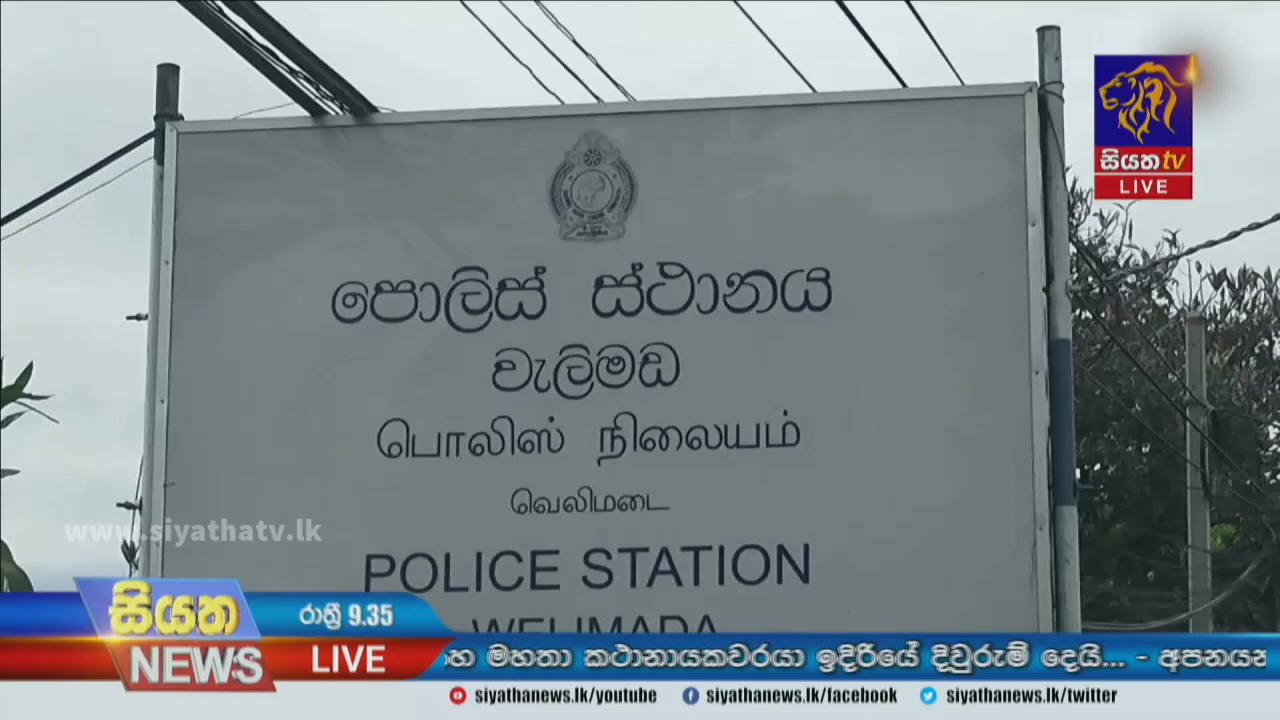 සියත tv
LIVE
පොලිස් ස්ථානය
වැලිමඩ
பொலிஸ் நிலையம்
வெலிமடை
POLICE STATION
WELIMADA
www.siyathatv.lk
සියත
NEWS
රාත්‍රී 9.35
LIVE
මහතා කථානායකවරයා ඉදිරියේ දිවුරුම් දෙයි... - අපනයන
siyathanews.lk/youtube
siyathanews.lk/facebook
siyathanews.lk/twitter